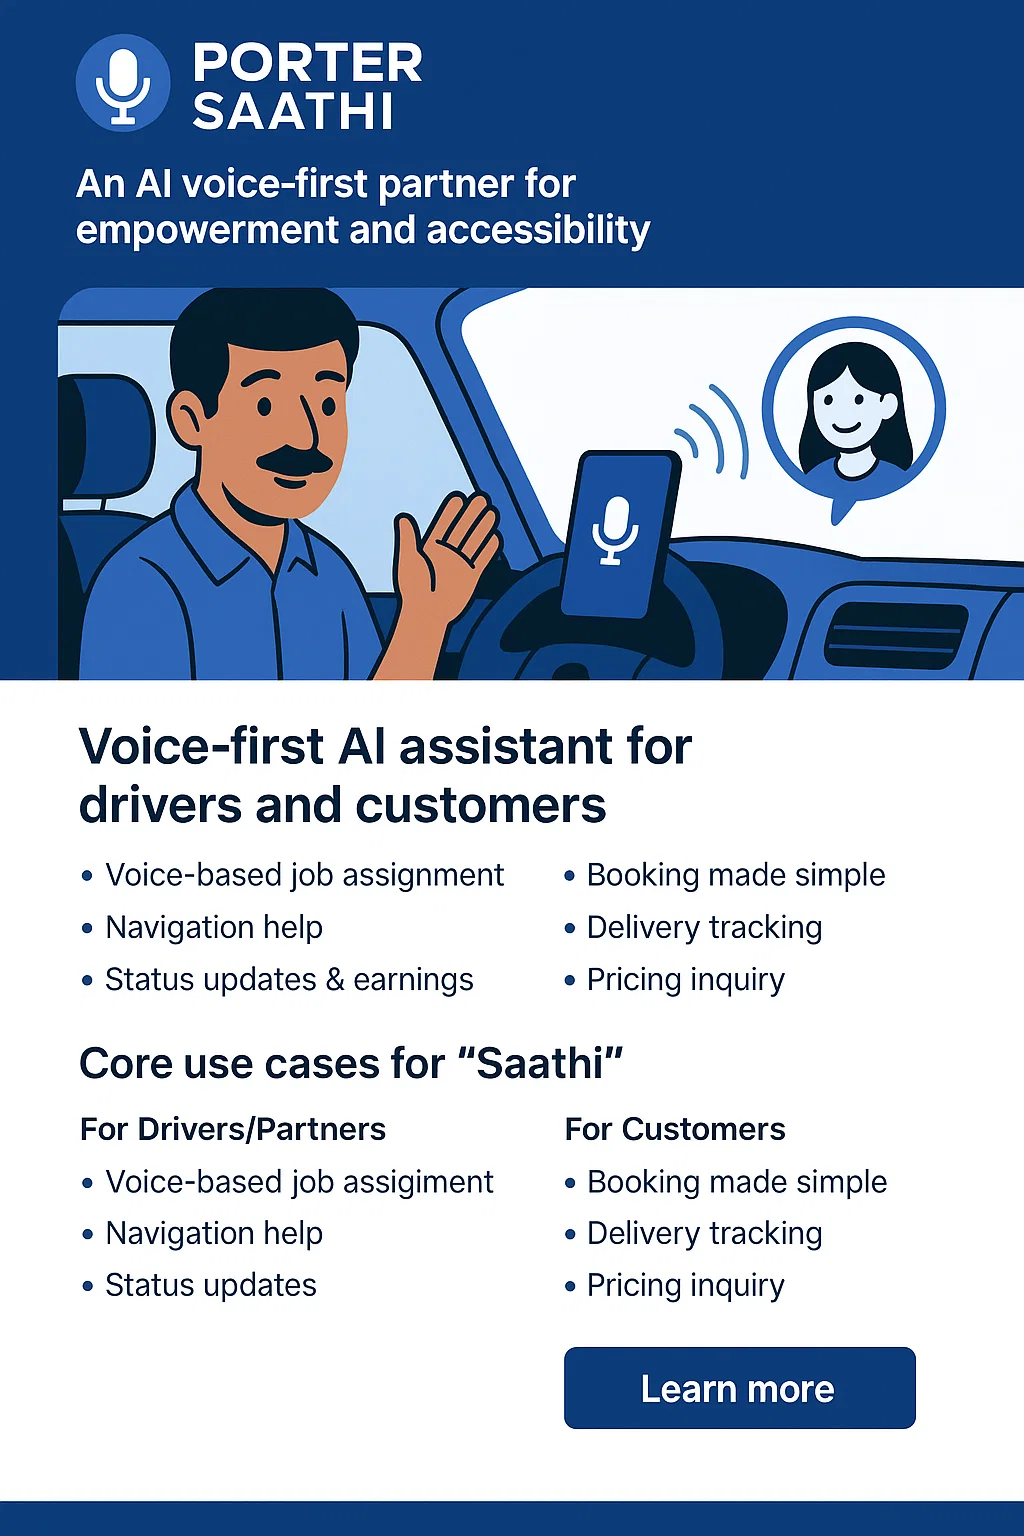 PORTER
SAATHI
An AI voice-first partner for
empowerment and accessibility
Voice-first AI assistant for
drivers and customers
• Voice-based job assignment
• Navigation help
• Status updates & earnings
• Booking made simple
• Delivery tracking
• Pricing inquiry
Core use cases for “Saathi”
For Drivers/Partners
• Voice-based job assigiment
• Navigation help
• Status updates
For Customers
• Booking made simple
• Delivery tracking
• Pricing inquiry
Learn more